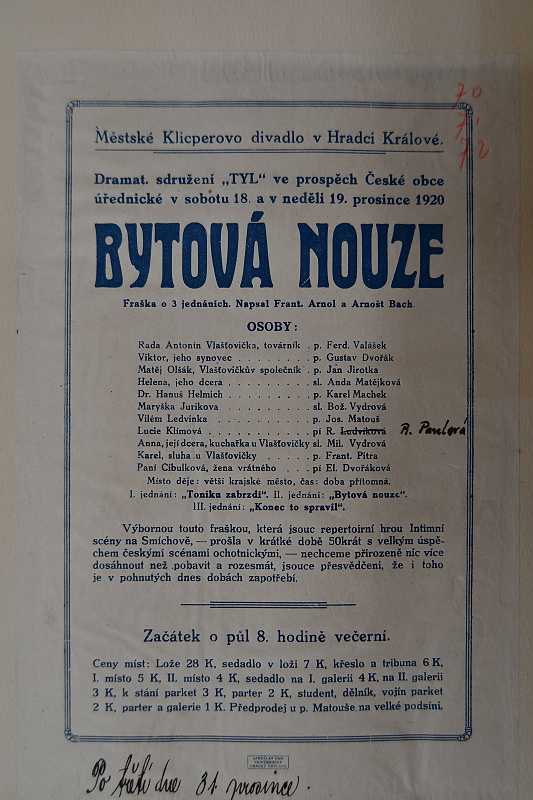 70
71
72
Městské Klicperovo divadlo v Hradci Králové.
Dramat. sdružení „TYL“ ve prospěch České obce
úřednické v sobotu 18. a v neděli 19. prosince 1920
BYTOVÁ NOUZE
Fraška o 3 jednáních. Napsal Frant. Arnol a Arnošt Bach.
OSOBY:
Rada Antonín Vlašťovička, továrník . p. Ferd. Valášek
Viktor, jeho synovec . . . . . . . . p. Gustav Dvořák
Matěj Olšák, Vlašťovičkův společník . p. Jan Jirotka
Helena, jeho dcera . . . . . . . . . sl. Anda Matějková
Dr. Hanuš Helmich . . . . . . . . . p. Karel Machek
Maryška Jurikova . . . . . . . . . sl. Bož. Vydrová
Vilém Ledvinka . . . . . . . . . . p. Jos. Matouš
Lucie Klímová . . . . . . . . . . . pí R. Ludvíková R. Paulová
Anna, její dcera, kuchařka u Vlašťovičky sl. Mil. Vydrová
Karel, sluha u Vlašťovičky . . . . . p. Frant. Pitra
Paní Cibulková, žena vrátného . . . pí El. Dvořáková
Místo děje: větší krajské město, čas: doba přítomná.
I. jednání: „Toníku zabrzdi“. II. jednání: „Bytová nouze“.
III. jednání: „Konec to spravil“.
Výbornou touto fraškou, která jsouc repertoirní hrou Intimní
scény na Smíchově, — prošla v krátké době 50krát s velkým úspě-
chem českými scénami ochotnickými, — nechceme přirozeně nic více
dosáhnout než pobavit a rozesmát, jsouce přesvědčeni, že i toho
je v pohnutých dnes dobách zapotřebí.
Začátek o půl 8. hodině večerní.
Ceny míst: Lože 28 K, sedadlo v loži 7 K, křeslo a tribuna 6 K,
I. místo 5 K, II. místo 4 K, sedadlo na I. galerii 4 K, na II. galerii
3 K, k stání parket 3 K, parter 2 K, student, dělník, vojín parket
2 K, parter a galerie 1 K. Předprodej u p. Matouše na velké podsíni.
Po třetí dne 31 prosince.